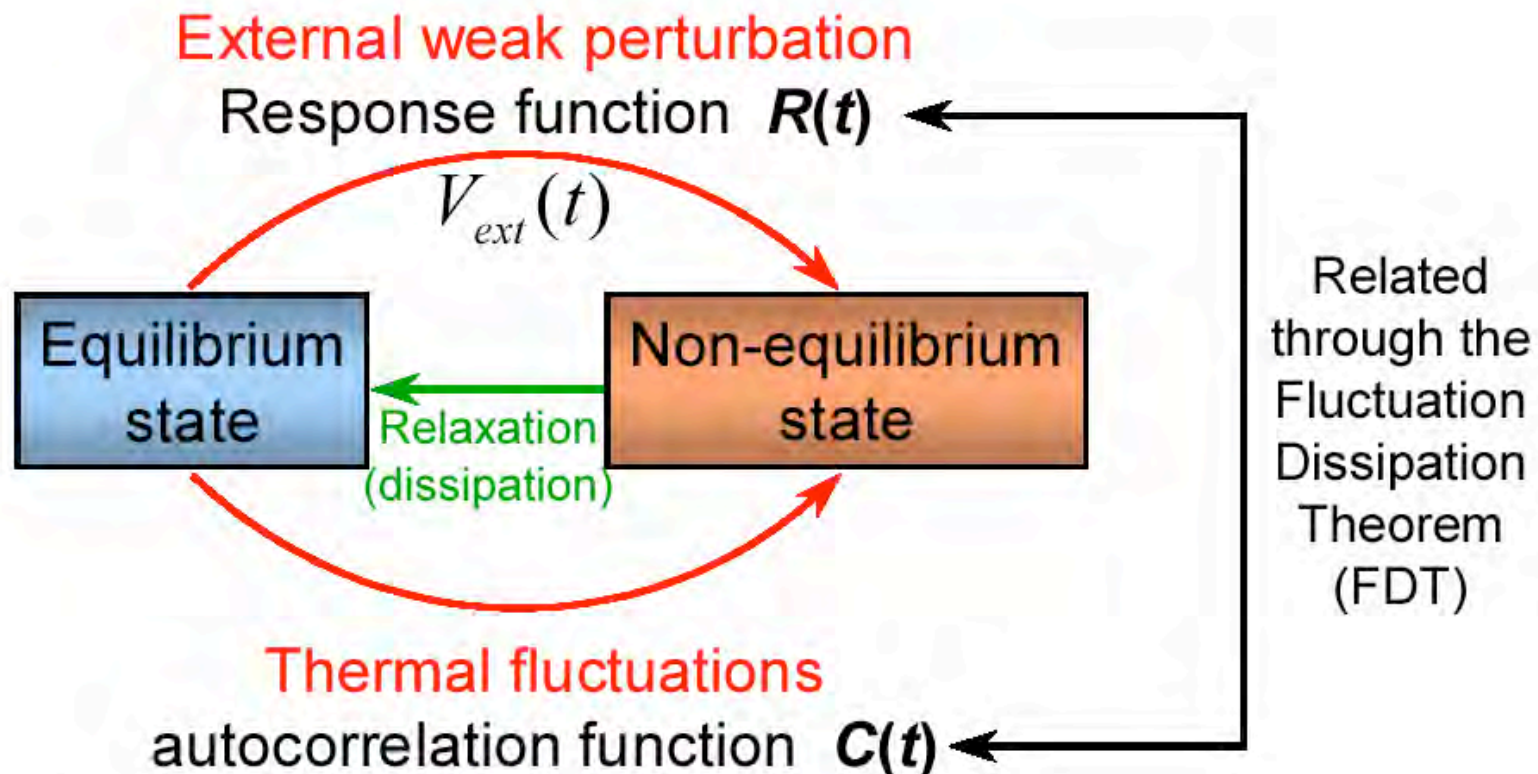 External weak perturbation
Response function R(t)
V_ext(t)
Equilibrium
state
Non-equilibrium
state
Relaxation
(dissipation)
Related
through the
Fluctuation
Dissipation
Theorem
(FDT)
Thermal fluctuations
autocorrelation function C(t)